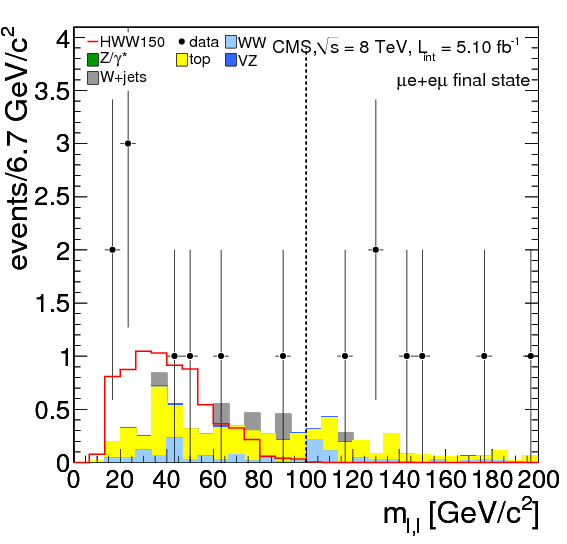 HWW150 data WW CMS,√s = 8 TeV, L_int = 5.10 fb⁻¹
Z/γ* top VZ
W+jets μe+eμ final state
events/6.7 GeV/c²
4
3.5
3
2.5
2
1.5
1
0.5
0
0 20 40 60 80 100 120 140 160 180 200
m_l,l [GeV/c²]